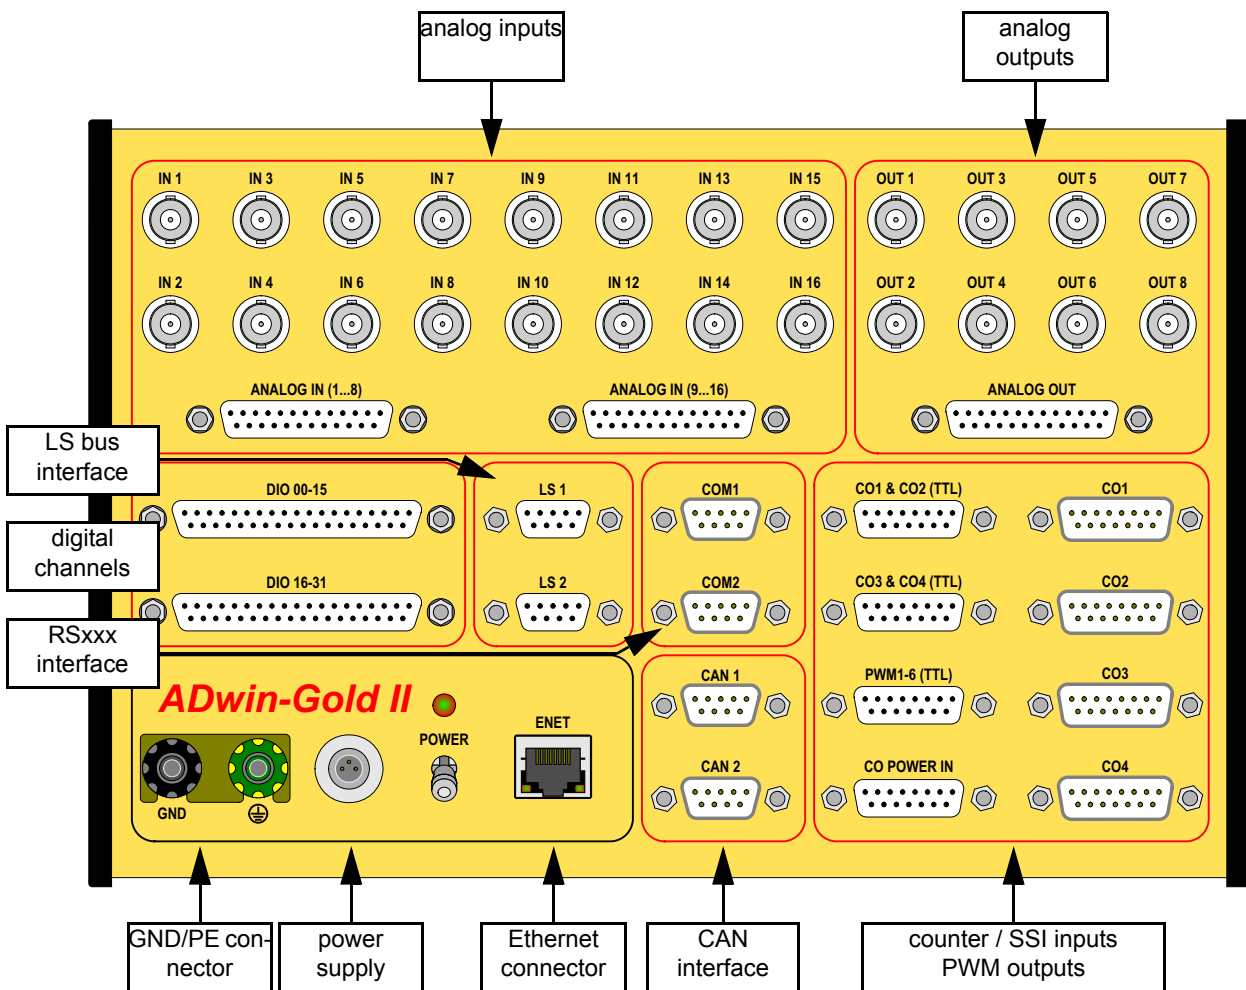 analog inputs
analog
outputs
IN 1 IN 3 IN 5 IN 7 IN 9 IN 11 IN 13 IN 15 OUT 1 OUT 3 OUT 5 OUT 7
IN 2 IN 4 IN 6 IN 8 IN 10 IN 12 IN 14 IN 16 OUT 2 OUT 4 OUT 6 OUT 8
ANALOG IN (1...8) ANALOG IN (9...16) ANALOG OUT
LS bus
interface
DIO 00-15 LS 1 COM1 CO1 & CO2 (TTL) CO1
digital
channels
DIO 16-31 LS 2 COM2 CO3 & CO4 (TTL) CO2
RSxxx
interface
ADwin-Gold II
CAN 1 PWM1-6 (TTL) CO3
POWER ENET
CAN 2 CO POWER IN CO4
GND
GND/PE con-
nector
power
supply
Ethernet
connector
CAN
interface
counter / SSI inputs
PWM outputs